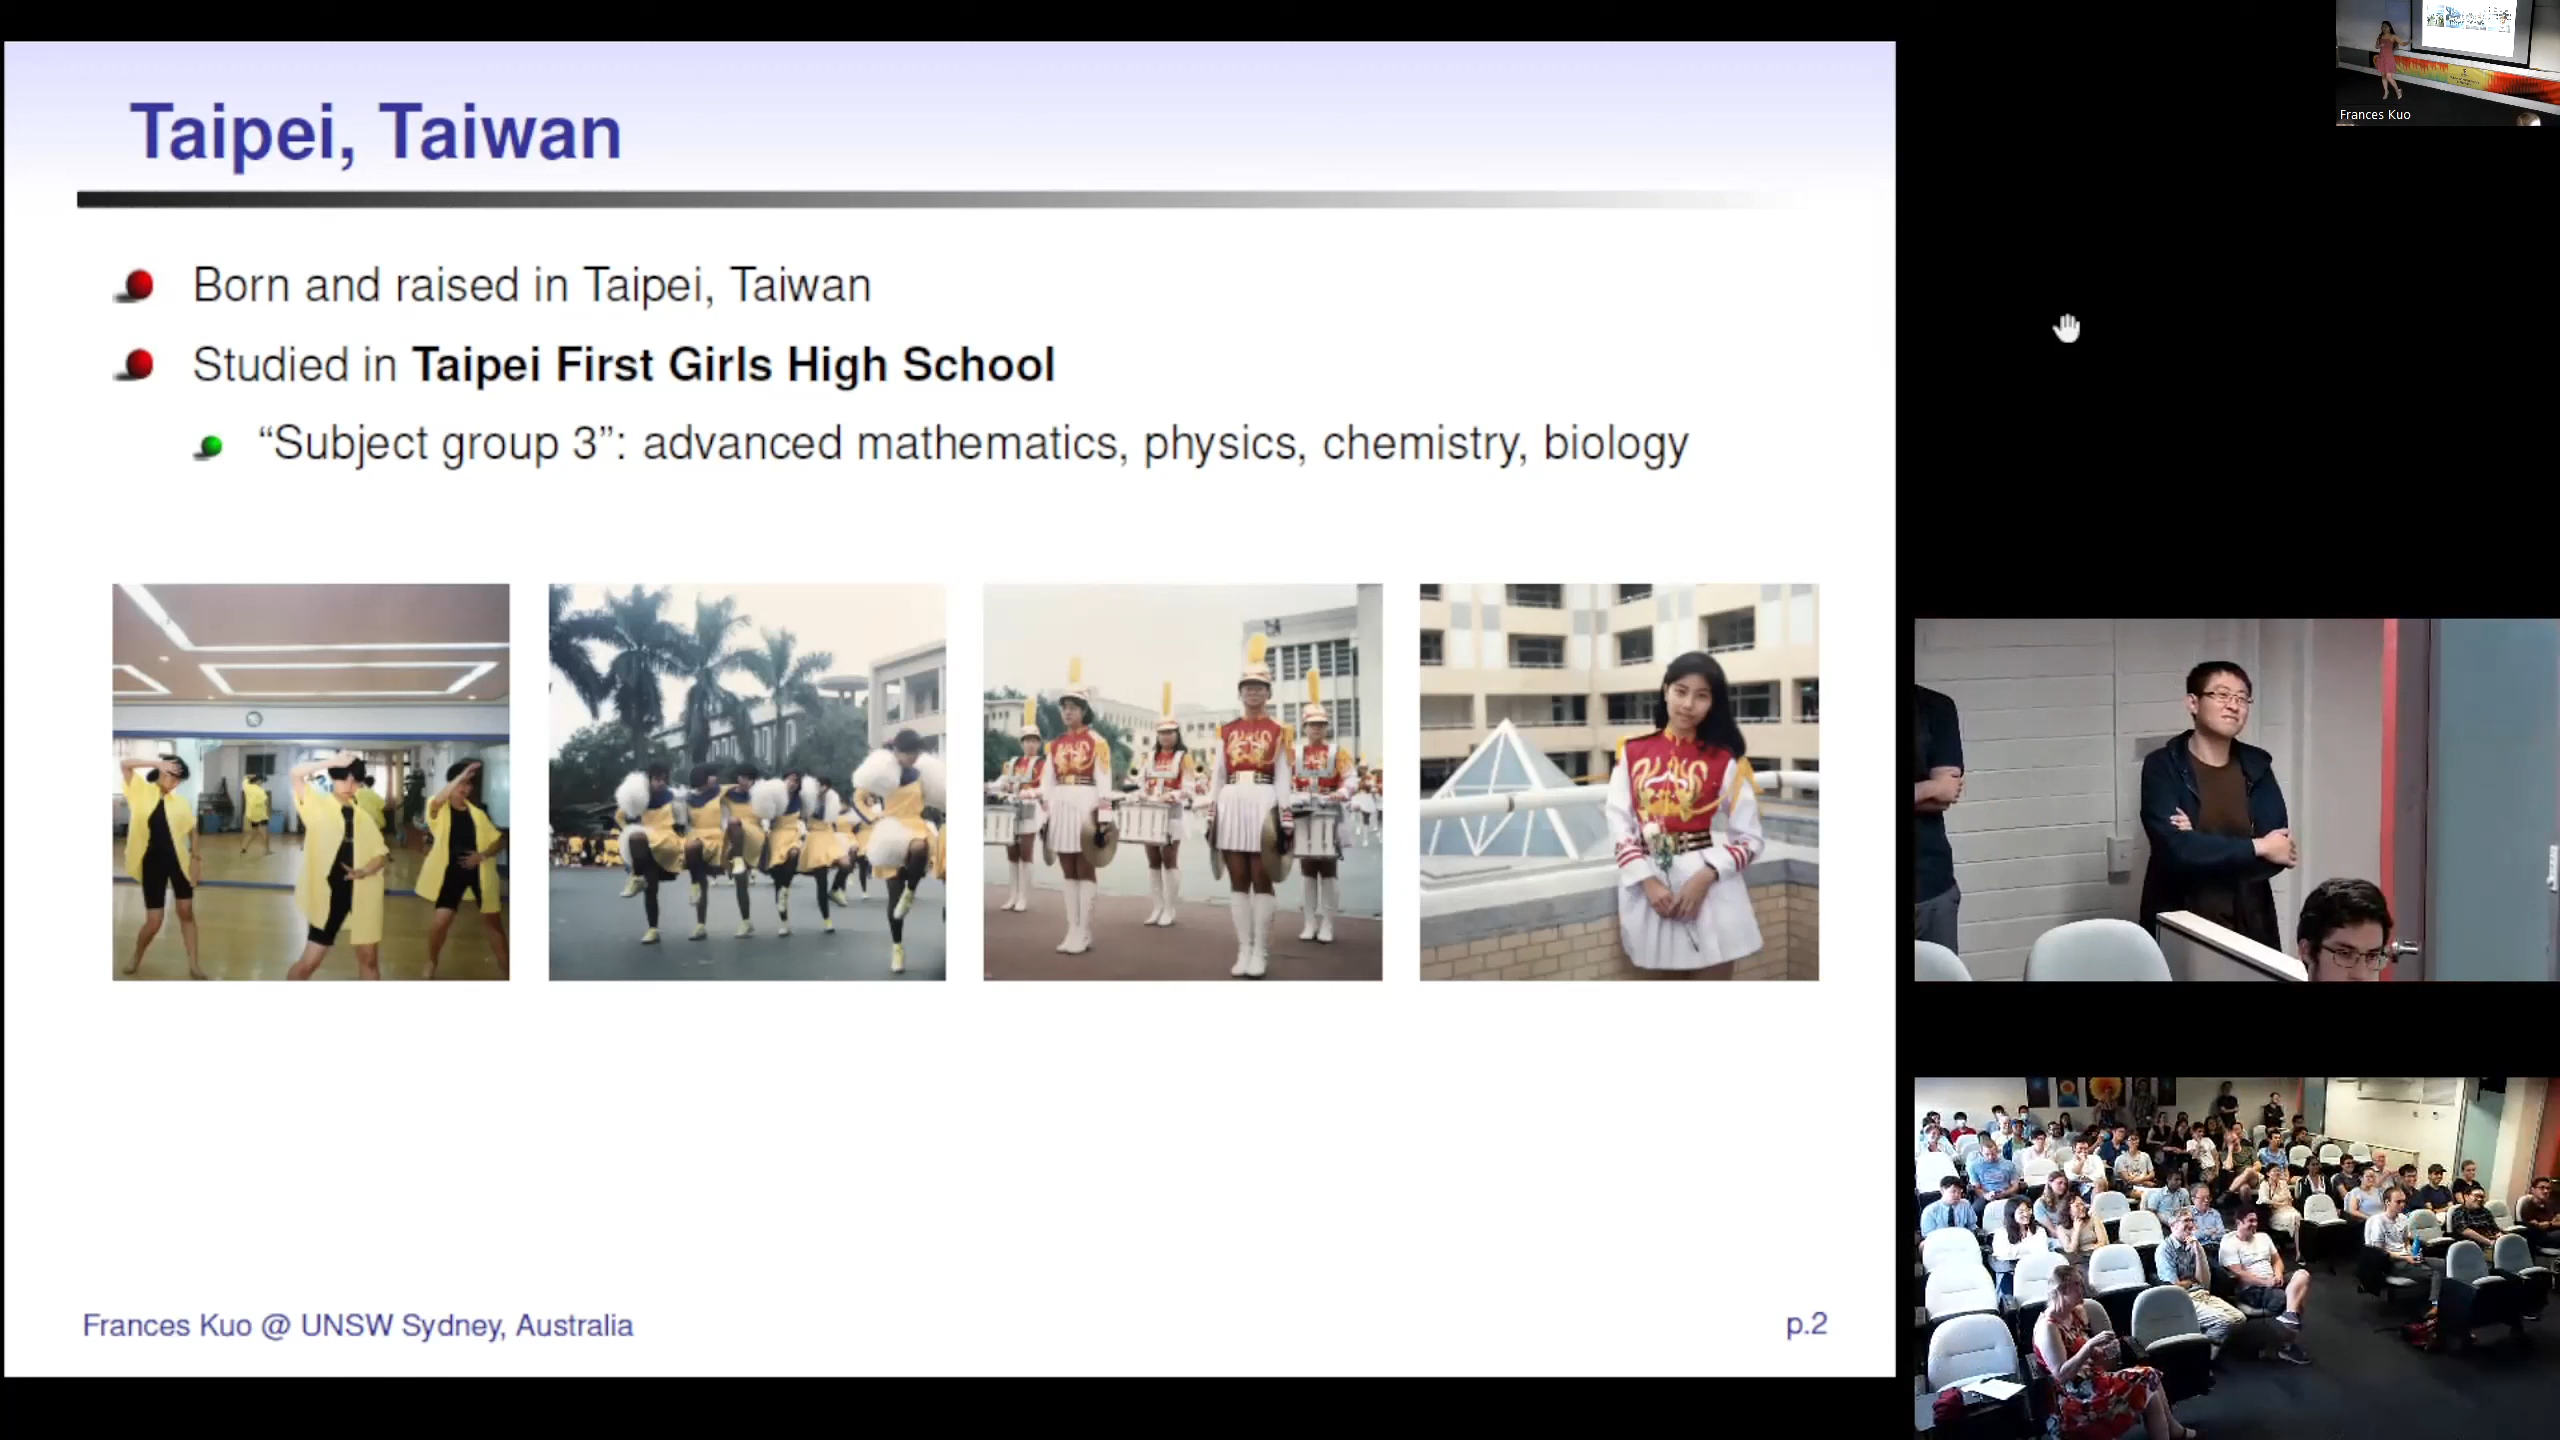 Taipei, Taiwan
Born and raised in Taipei, Taiwan
Studied in Taipei First Girls High School
“Subject group 3”: advanced mathematics, physics, chemistry, biology
Frances Kuo @ UNSW Sydney, Australia
p.2
Frances Kuo